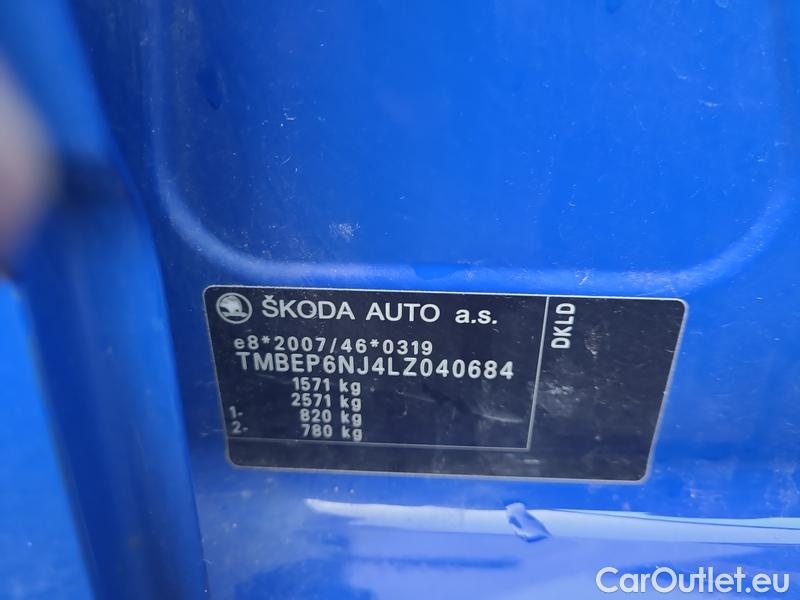 ŠKODA AUTO a.s.
e8*2007/46*0319
TMBEP6NJ4LZ040684
1571 kg
2571 kg
1- 820 kg
2- 780 kg
DKLD
CarOutlet.eu